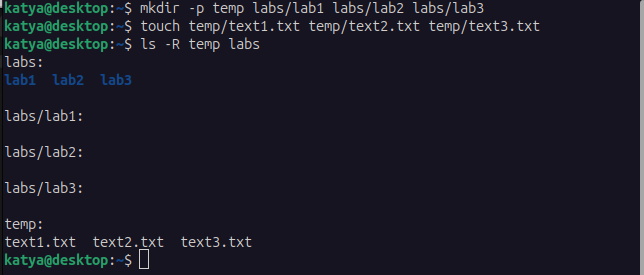 katya@desktop:~$ mkdir -p temp labs/lab1 labs/lab2 labs/lab3
katya@desktop:~$ touch temp/text1.txt temp/text2.txt temp/text3.txt
katya@desktop:~$ ls -R temp labs
labs:
lab1  lab2  lab3

labs/lab1:

labs/lab2:

labs/lab3:

temp:
text1.txt  text2.txt  text3.txt
katya@desktop:~$